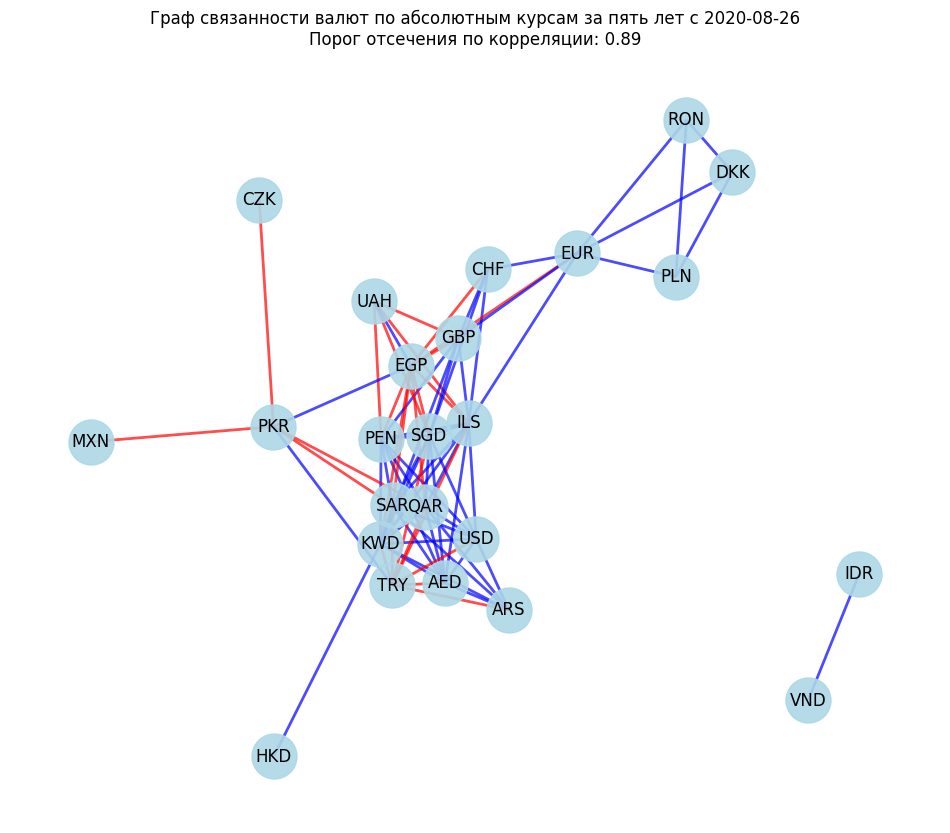 Граф связанности валют по абсолютным курсам за пять лет с 2020-08-26
Порог отсечения по корреляции: 0.89
RON
DKK
CZK
EUR
CHF
PLN
UAH
GBP
EGP
ILS
PKR
SGD
PEN
MXN
SAR
QAR
USD
KWD
IDR
AED
TRY
ARS
VND
HKD